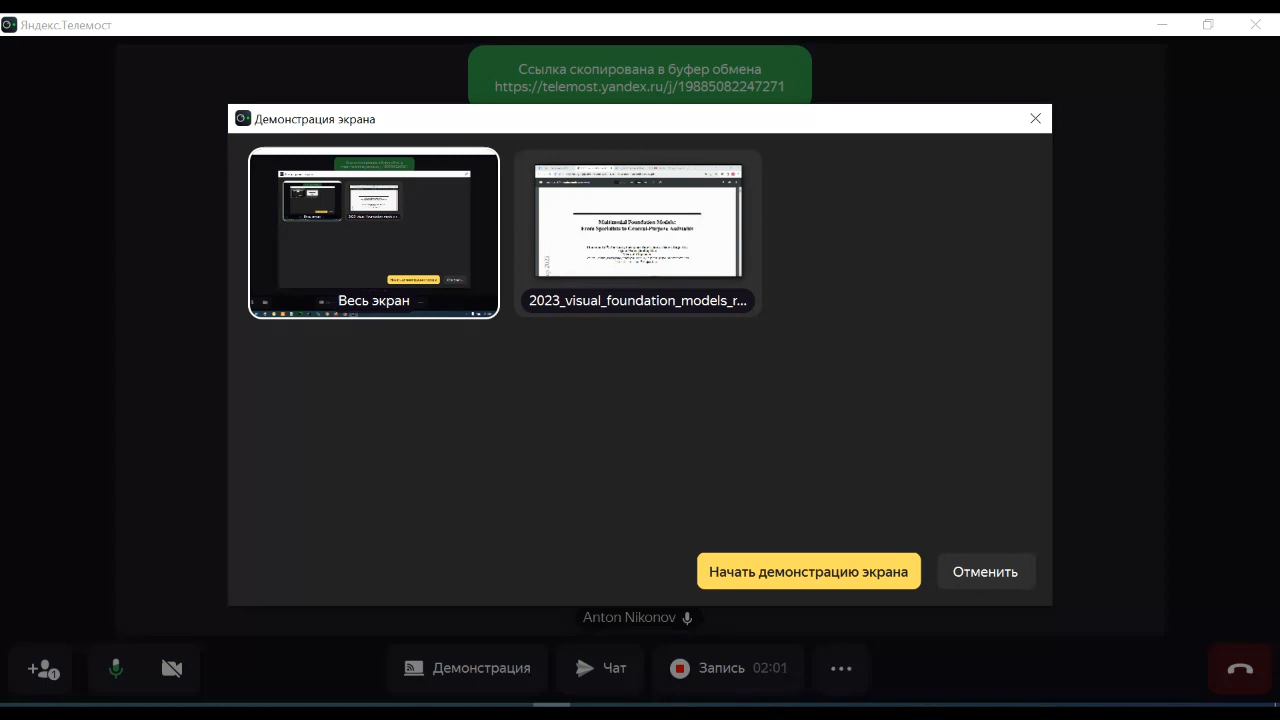 Яндекс.Телемост
Ссылка скопирована в буфер обмена
https://telemost.yandex.ru/j/19885082247271
Демонстрация экрана
Весь экран
Multimodal Foundation Models:
From Specialists to General-Purpose Assistants
2023_visual_foundation_models_r...
Начать демонстрацию экрана
Отменить
Anton Nikonov
1
Демонстрация
Чат
Запись 02:01